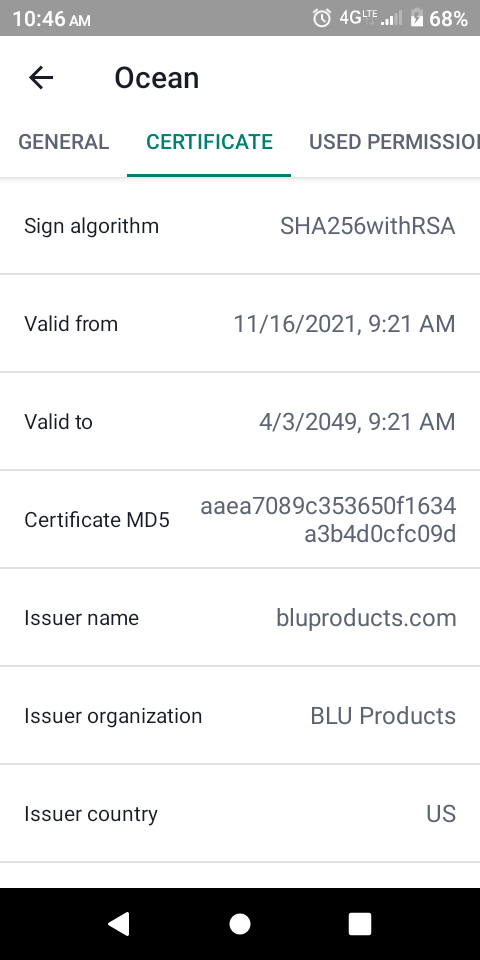 10:46 AM 4G LTE 68%
Ocean
GENERAL CERTIFICATE USED PERMISSIO
Sign algorithm SHA256withRSA
Valid from 11/16/2021, 9:21 AM
Valid to 4/3/2049, 9:21 AM
Certificate MD5 aaea7089c353650f1634
a3b4d0cfc09d
Issuer name bluproducts.com
Issuer organization BLU Products
Issuer country US